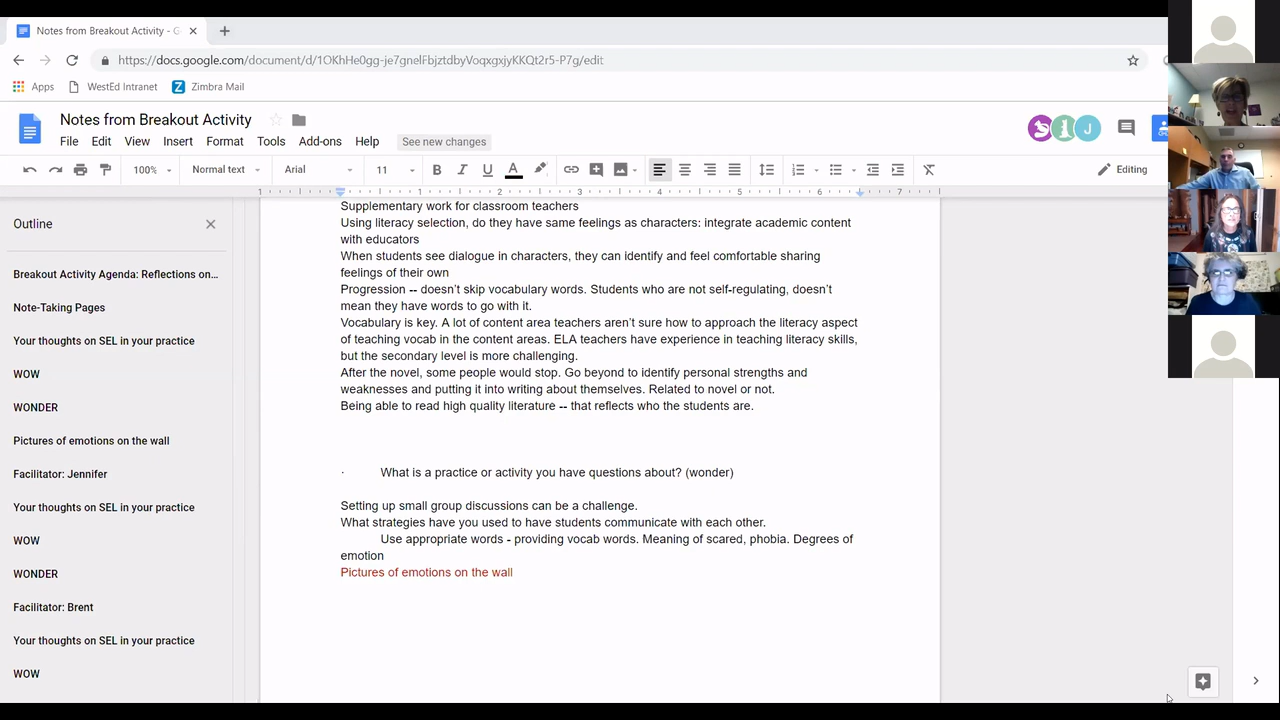 Notes from Breakout Activity - G
https://docs.google.com/document/d/1OKhHe0gg-je7gnelFbjztdbyVoqxgxjyKKQt2r5-P7g/edit
Apps WestEd Intranet Zimbra Mail
Notes from Breakout Activity
File Edit View Insert Format Tools Add-ons Help See new changes
J
100% Normal text Arial 11 B I U A Editing
1 1 2 3 4 5 6 7
Outline
Breakout Activity Agenda: Reflections on...
Note-Taking Pages
Your thoughts on SEL in your practice
WOW
WONDER
Pictures of emotions on the wall
Facilitator: Jennifer
Your thoughts on SEL in your practice
WOW
WONDER
Facilitator: Brent
Your thoughts on SEL in your practice
WOW
Supplementary work for classroom teachers
Using literacy selection, do they have same feelings as characters: integrate academic content
with educators
When students see dialogue in characters, they can identify and feel comfortable sharing
feelings of their own
Progression -- doesn't skip vocabulary words. Students who are not self-regulating, doesn't
mean they have words to go with it.
Vocabulary is key. A lot of content area teachers aren't sure how to approach the literacy aspect
of teaching vocab in the content areas. ELA teachers have experience in teaching literacy skills,
but the secondary level is more challenging.
After the novel, some people would stop. Go beyond to identify personal strengths and
weaknesses and putting it into writing about themselves. Related to novel or not.
Being able to read high quality literature -- that reflects who the students are.
· What is a practice or activity you have questions about? (wonder)
Setting up small group discussions can be a challenge.
What strategies have you used to have students communicate with each other.
Use appropriate words - providing vocab words. Meaning of scared, phobia. Degrees of
emotion
Pictures of emotions on the wall